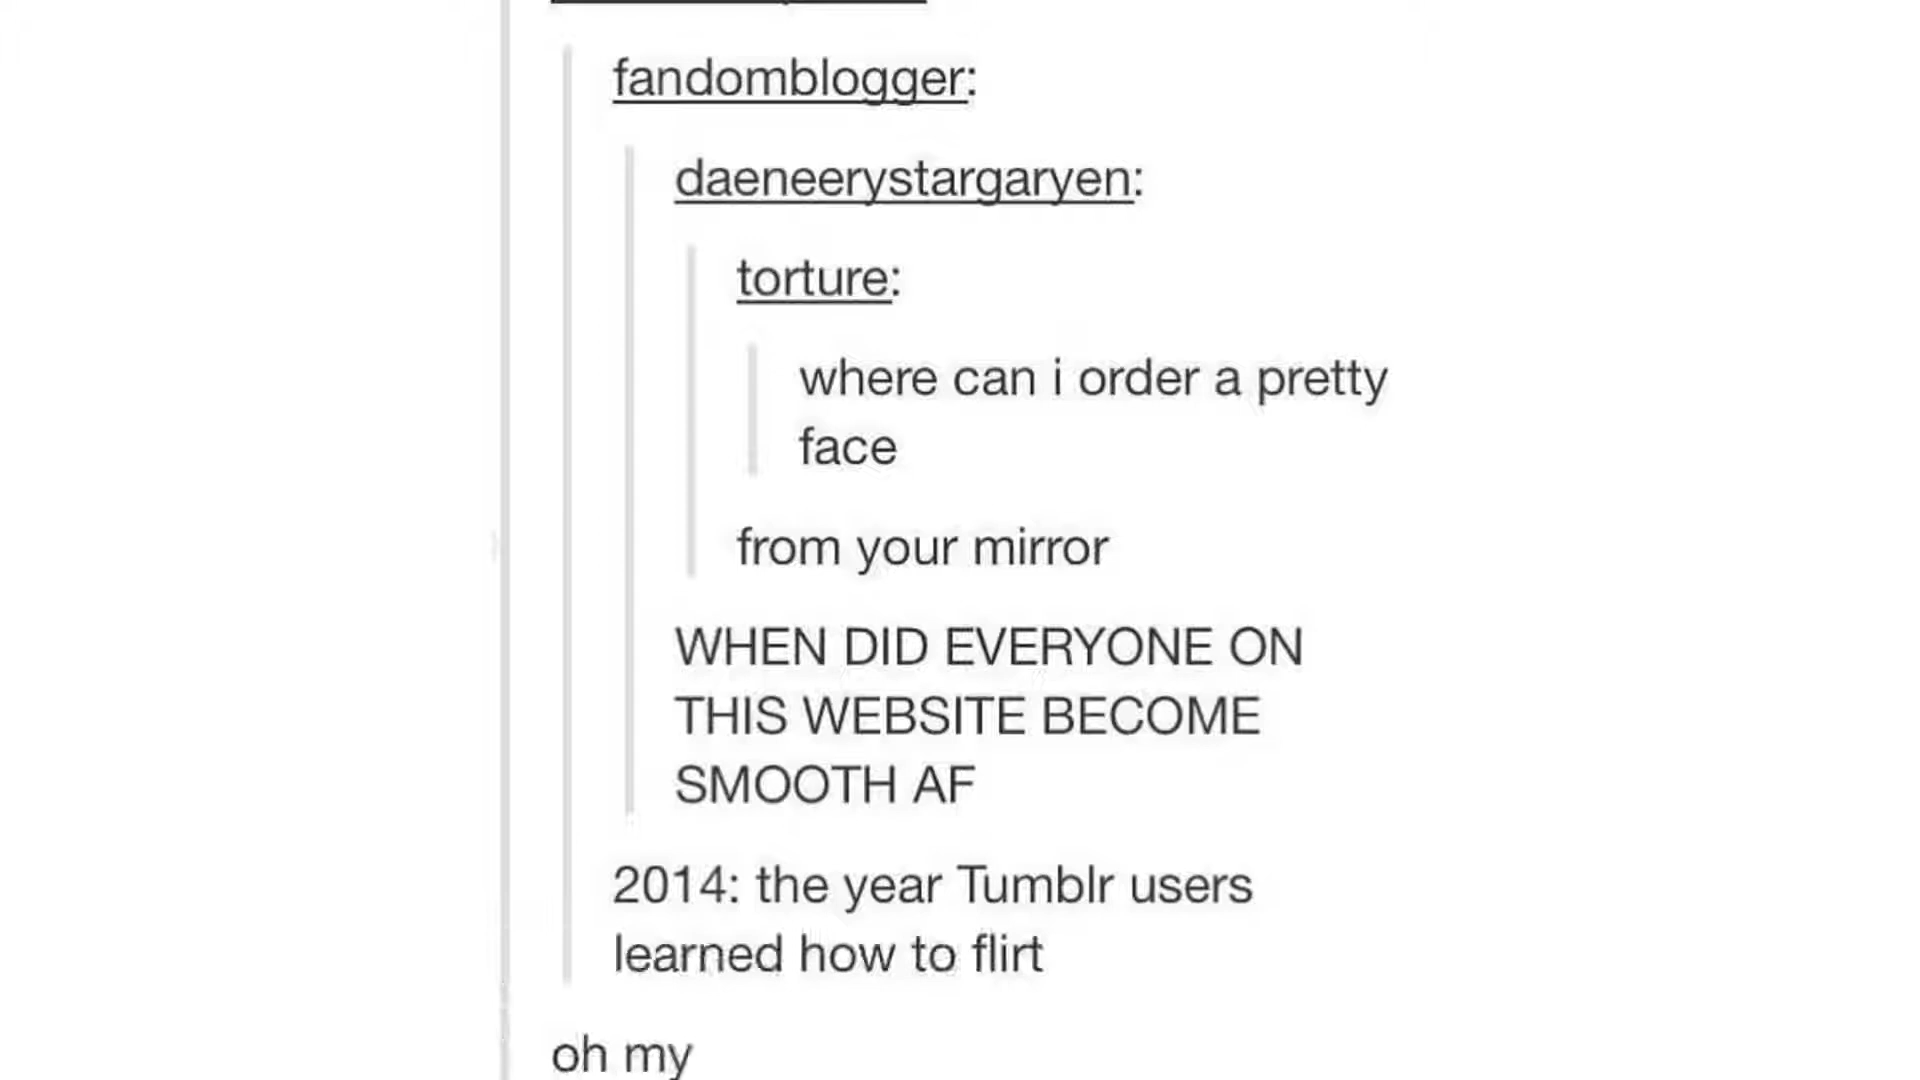 fandomblogger:
daeneerystargaryen:
torture:
where can i order a pretty
face
from your mirror
WHEN DID EVERYONE ON
THIS WEBSITE BECOME
SMOOTH AF
2014: the year Tumblr users
learned how to flirt
oh my